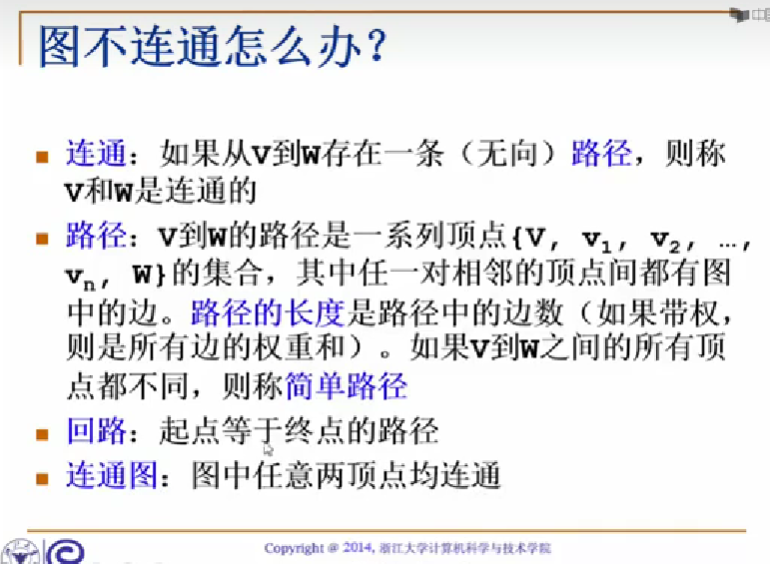 图不连通怎么办？
连通：如果从V到W存在一条（无向）路径，则称
V和W是连通的
路径：V到W的路径是一系列顶点{V, v1, v2, …,
vn, W}的集合，其中任一对相邻的顶点间都有图
中的边。路径的长度是路径中的边数（如果带权，
则是所有边的权重和）。如果V到W之间的所有顶
点都不同，则称简单路径
回路：起点等于终点的路径
连通图：图中任意两顶点均连通
Copyright @ 2014, 浙江大学计算机科学与技术学院